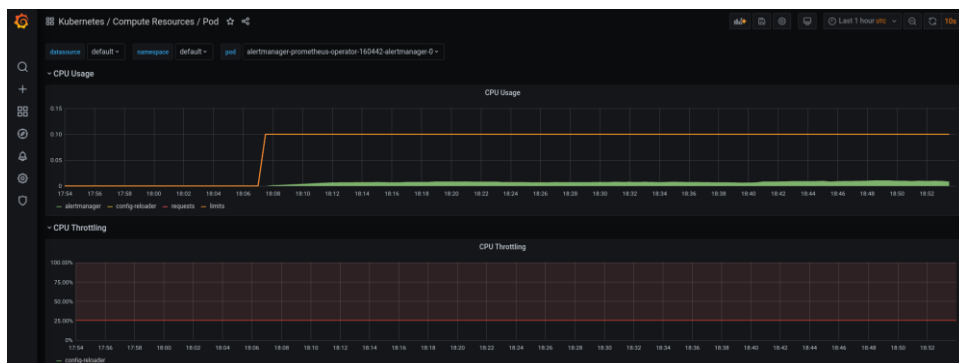 Kubernetes / Compute Resources / Pod
Last 1 hour utc
10s
datasource default namespace default pod alertmanager-prometheus-operator-160442-alertmanager-0
CPU Usage
CPU Usage
0.15
0.10
0.05
0
17:54 17:56 17:58 18:00 18:02 18:04 18:06 18:08 18:10 18:12 18:14 18:16 18:18 18:20 18:22 18:24 18:26 18:28 18:30 18:32 18:34 18:36 18:38 18:40 18:42 18:44 18:46 18:48 18:50 18:52
alertmanager config-reloader requests limits
CPU Throttling
CPU Throttling
100.00%
75.00%
50.00%
25.00%
0%
17:54 17:56 17:58 18:00 18:02 18:04 18:06 18:08 18:10 18:12 18:14 18:16 18:18 18:20 18:22 18:24 18:26 18:28 18:30 18:32 18:34 18:36 18:38 18:40 18:42 18:44 18:46 18:48 18:50 18:52
config-reloader